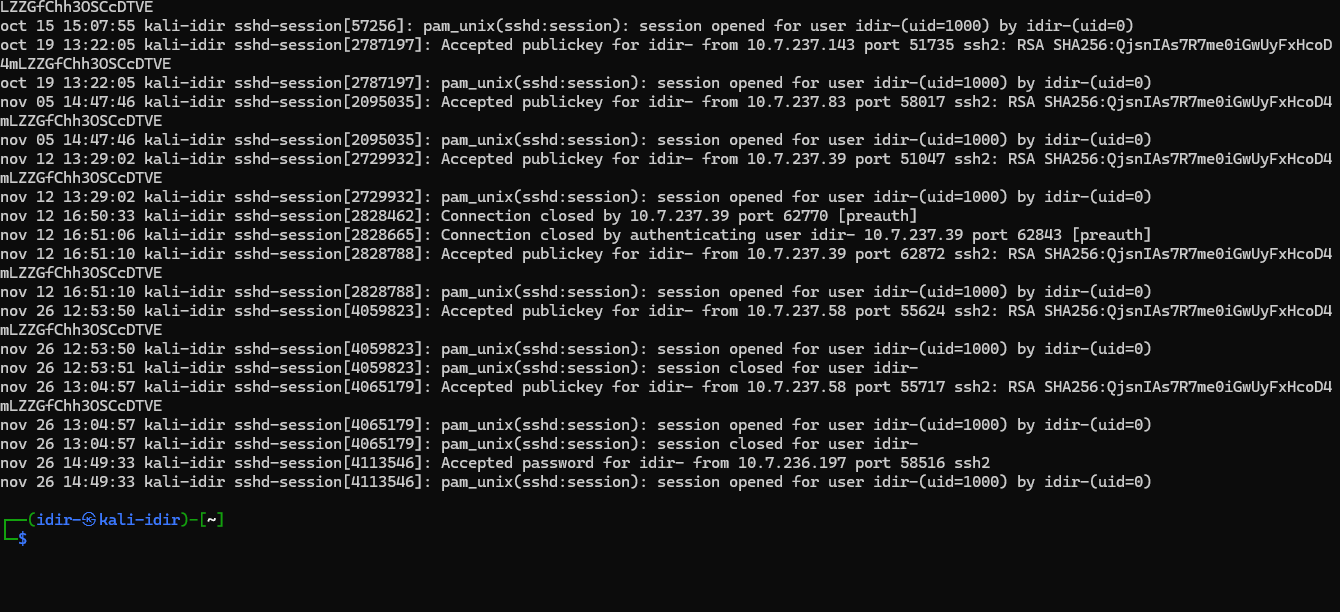 LZZGfChh3OSCcDTVE
oct 15 15:07:55 kali-idir sshd-session[57256]: pam_unix(sshd:session): session opened for user idir-(uid=1000) by idir-(uid=0)
oct 19 13:22:05 kali-idir sshd-session[2787197]: Accepted publickey for idir- from 10.7.237.143 port 51735 ssh2: RSA SHA256:QjsnIAs7R7me0iGwUyFxHcoD
4mLZZGfChh3OSCcDTVE
oct 19 13:22:05 kali-idir sshd-session[2787197]: pam_unix(sshd:session): session opened for user idir-(uid=1000) by idir-(uid=0)
nov 05 14:47:46 kali-idir sshd-session[2095035]: Accepted publickey for idir- from 10.7.237.83 port 58017 ssh2: RSA SHA256:QjsnIAs7R7me0iGwUyFxHcoD4
mLZZGfChh3OSCcDTVE
nov 05 14:47:46 kali-idir sshd-session[2095035]: pam_unix(sshd:session): session opened for user idir-(uid=1000) by idir-(uid=0)
nov 12 13:29:02 kali-idir sshd-session[2729932]: Accepted publickey for idir- from 10.7.237.39 port 51047 ssh2: RSA SHA256:QjsnIAs7R7me0iGwUyFxHcoD4
mLZZGfChh3OSCcDTVE
nov 12 13:29:02 kali-idir sshd-session[2729932]: pam_unix(sshd:session): session opened for user idir-(uid=1000) by idir-(uid=0)
nov 12 16:50:33 kali-idir sshd-session[2828462]: Connection closed by 10.7.237.39 port 62770 [preauth]
nov 12 16:51:06 kali-idir sshd-session[2828665]: Connection closed by authenticating user idir- 10.7.237.39 port 62843 [preauth]
nov 12 16:51:10 kali-idir sshd-session[2828788]: Accepted publickey for idir- from 10.7.237.39 port 62872 ssh2: RSA SHA256:QjsnIAs7R7me0iGwUyFxHcoD4
mLZZGfChh3OSCcDTVE
nov 12 16:51:10 kali-idir sshd-session[2828788]: pam_unix(sshd:session): session opened for user idir-(uid=1000) by idir-(uid=0)
nov 26 12:53:50 kali-idir sshd-session[4059823]: Accepted publickey for idir- from 10.7.237.58 port 55624 ssh2: RSA SHA256:QjsnIAs7R7me0iGwUyFxHcoD4
mLZZGfChh3OSCcDTVE
nov 26 12:53:50 kali-idir sshd-session[4059823]: pam_unix(sshd:session): session opened for user idir-(uid=1000) by idir-(uid=0)
nov 26 12:53:51 kali-idir sshd-session[4059823]: pam_unix(sshd:session): session closed for user idir-
nov 26 13:04:57 kali-idir sshd-session[4065179]: Accepted publickey for idir- from 10.7.237.58 port 55717 ssh2: RSA SHA256:QjsnIAs7R7me0iGwUyFxHcoD4
mLZZGfChh3OSCcDTVE
nov 26 13:04:57 kali-idir sshd-session[4065179]: pam_unix(sshd:session): session opened for user idir-(uid=1000) by idir-(uid=0)
nov 26 13:04:57 kali-idir sshd-session[4065179]: pam_unix(sshd:session): session closed for user idir-
nov 26 14:49:33 kali-idir sshd-session[4113546]: Accepted password for idir- from 10.7.236.197 port 58516 ssh2
nov 26 14:49:33 kali-idir sshd-session[4113546]: pam_unix(sshd:session): session opened for user idir-(uid=1000) by idir-(uid=0)
┌──(idir-㉿kali-idir)-[~]
└─$